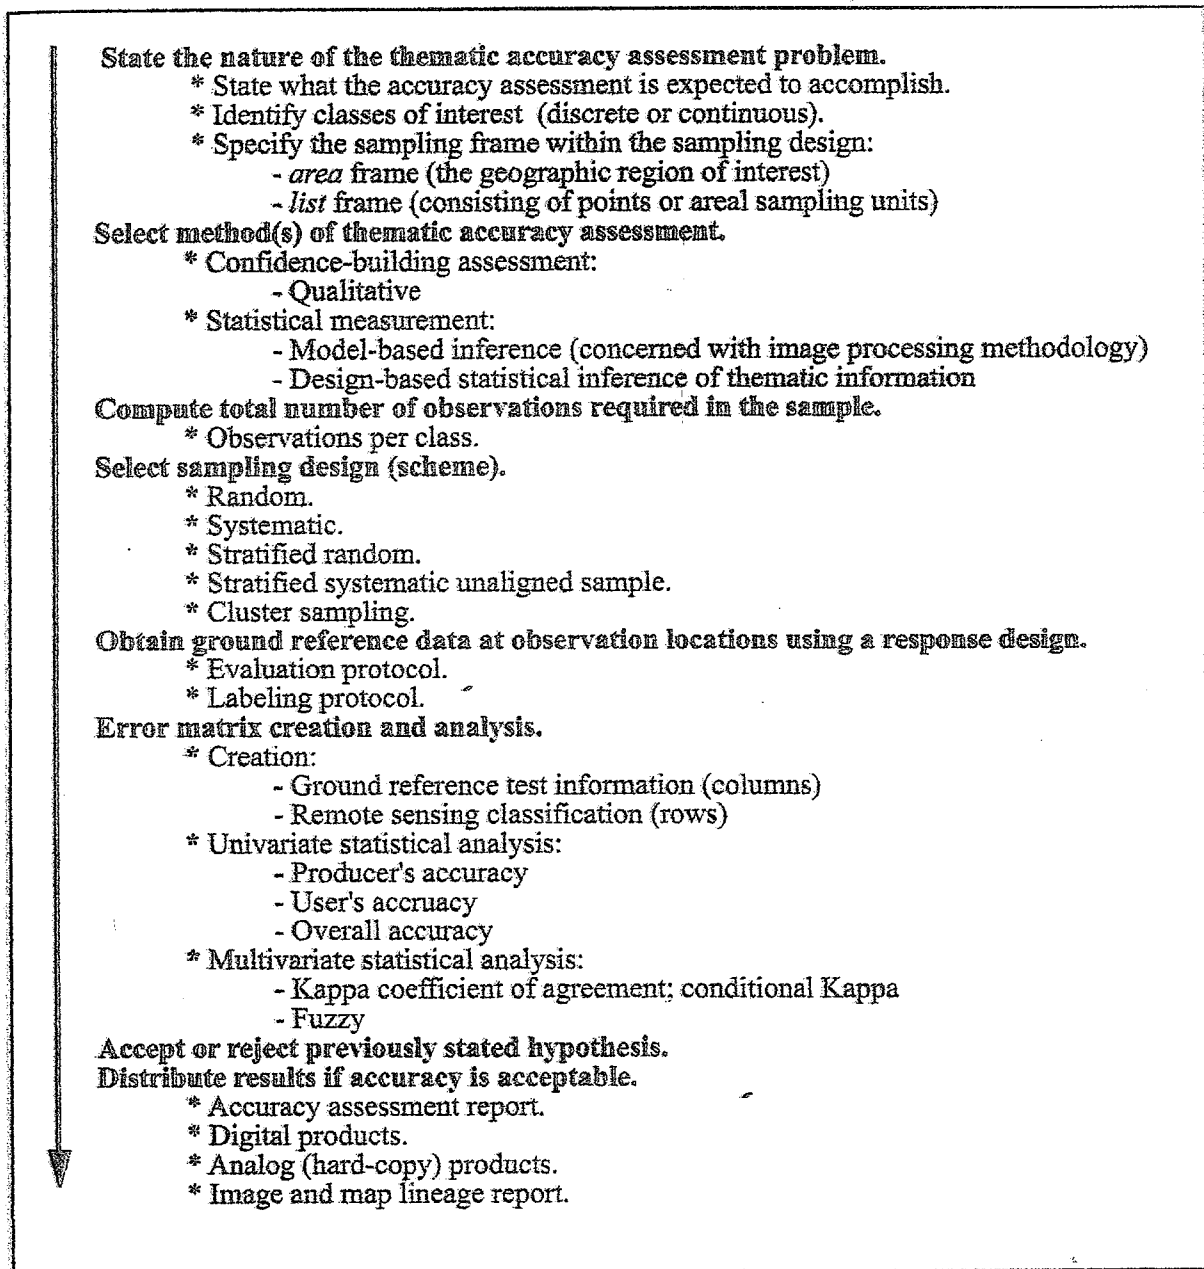 State the nature of the thematic accuracy assessment problem.
* State what the accuracy assessment is expected to accomplish.
* Identify classes of interest (discrete or continuous).
* Specify the sampling frame within the sampling design:
- area frame (the geographic region of interest)
- list frame (consisting of points or areal sampling units)
Select method(s) of thematic accuracy assessment.
* Confidence-building assessment:
- Qualitative
* Statistical measurement:
- Model-based inference (concerned with image processing methodology)
- Design-based statistical inference of thematic information
Compute total number of observations required in the sample.
* Observations per class.
Select sampling design (scheme).
* Random.
* Systematic.
* Stratified random.
* Stratified systematic unaligned sample.
* Cluster sampling.
Obtain ground reference data at observation locations using a response design.
* Evaluation protocol.
* Labeling protocol.
Error matrix creation and analysis.
* Creation:
- Ground reference test information (columns)
- Remote sensing classification (rows)
* Univariate statistical analysis:
- Producer's accuracy
- User's accruacy
- Overall accuracy
* Multivariate statistical analysis:
- Kappa coefficient of agreement; conditional Kappa
- Fuzzy
Accept or reject previously stated hypothesis.
Distribute results if accuracy is acceptable.
* Accuracy assessment report.
* Digital products.
* Analog (hard-copy) products.
* Image and map lineage report.